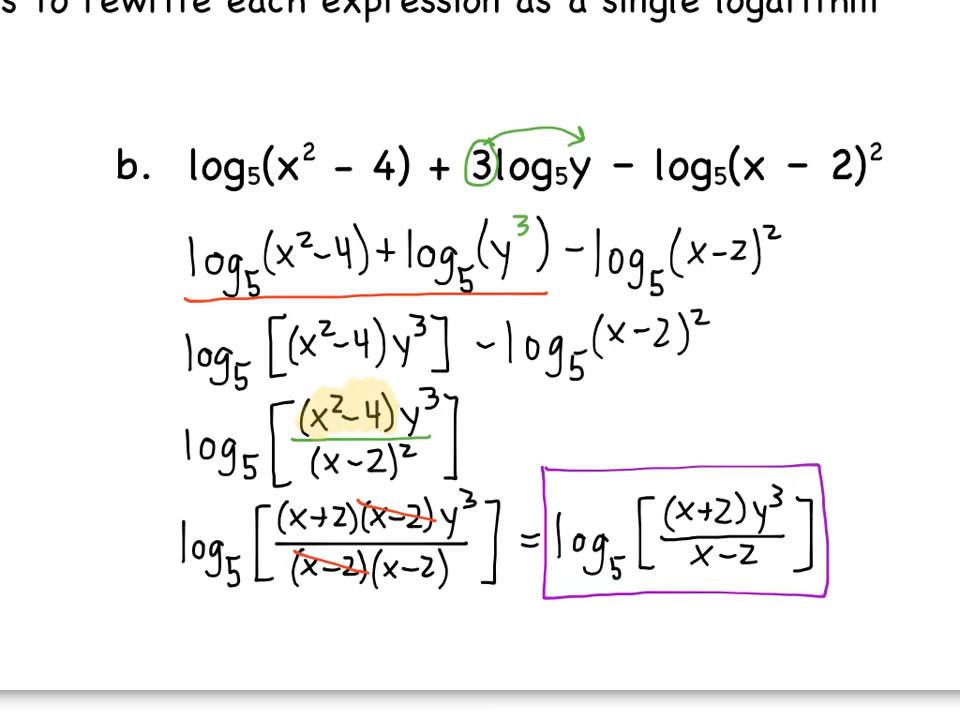 s to rewrite each expression as a single logarithm
b. log₅(x² - 4) + 3log₅y - log₅(x - 2)²
log₅(x²-4)+log₅(y³)-log₅(x-2)²
log₅[(x²-4)y³] -log₅(x-2)²
log₅[(x²-4)y³/(x-2)²]
log₅[(x+2)(x-2)y³/(x-2)(x-2)] = log₅[(x+2)y³/x-2]